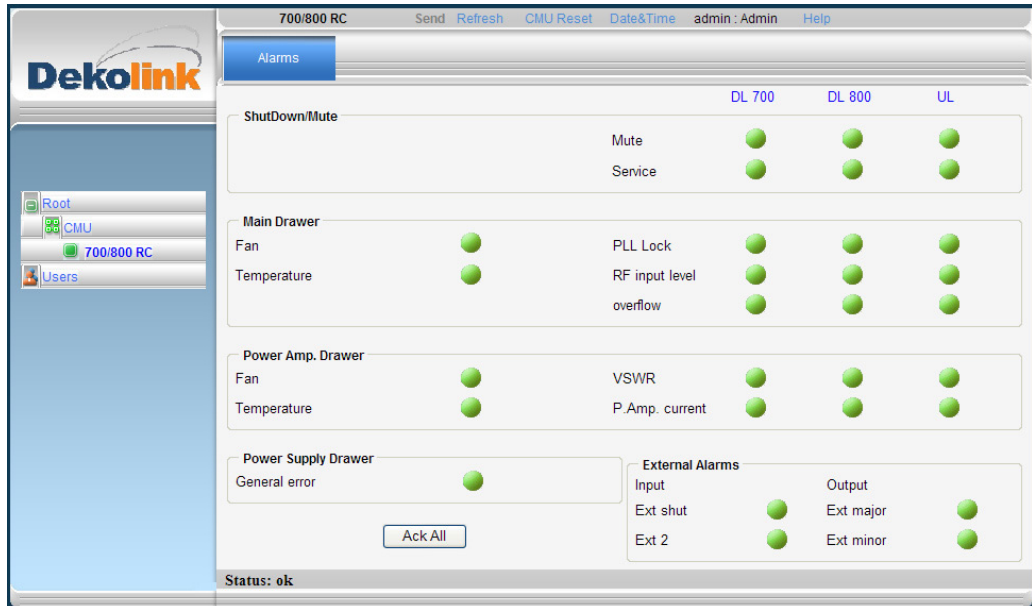 700/800 RC Send Refresh CMU Reset Date&Time admin : Admin Help
Dekolink
Alarms
Root
CMU
700/800 RC
Users
DL 700 DL 800 UL
ShutDown/Mute
Mute
Service
Main Drawer
Fan PLL Lock
Temperature RF input level
overflow
Power Amp. Drawer
Fan VSWR
Temperature P.Amp. current
Power Supply Drawer
General error
Ack All
External Alarms
Input Output
Ext shut Ext major
Ext 2 Ext minor
Status: ok